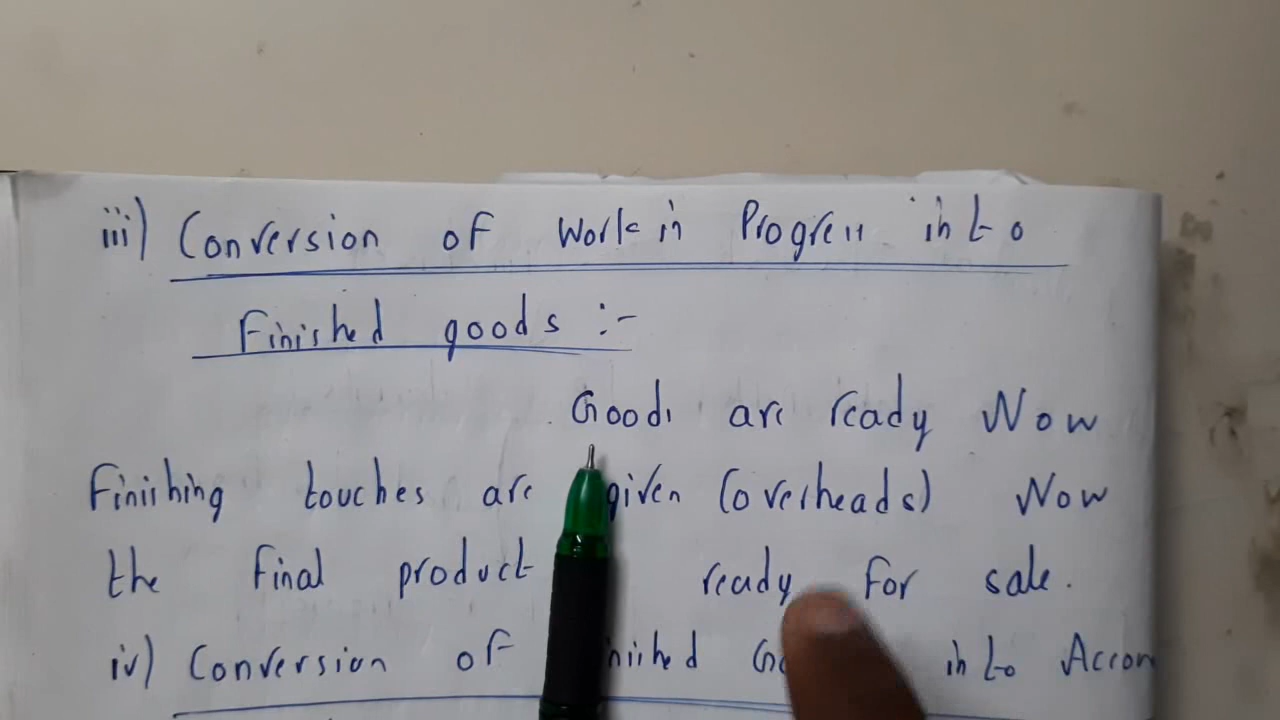 iii) Conversion of Work in Progress into
Finished goods :-
Goods are ready Now
Finishing touches are given (overheads) Now
the Final product ready For sale.
iv) Conversion of into